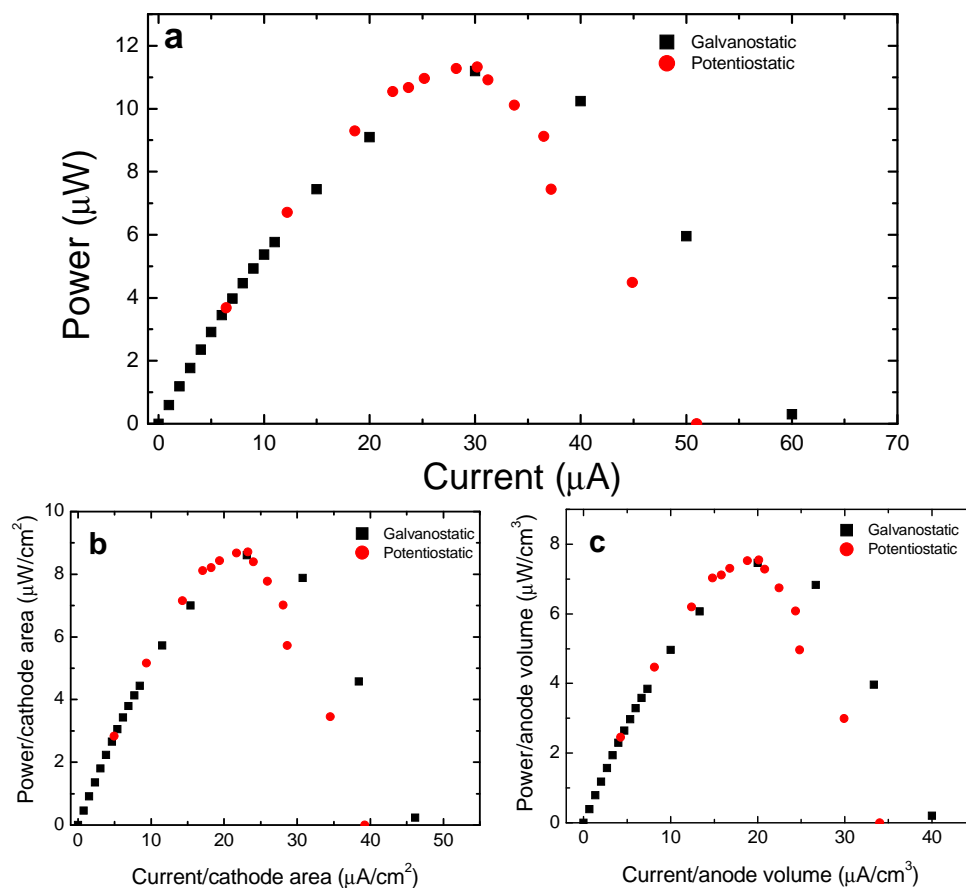 a
Galvanostatic
Potentiostatic
12
10
8
6
4
2
0
Power (μW)
0 10 20 30 40 50 60 70
Current (μA)
b
Galvanostatic
Potentiostatic
10
8
6
4
2
0
Power/cathode area (μW/cm²)
0 10 20 30 40 50
Current/cathode area (μA/cm²)
c
Galvanostatic
Potentiostatic
8
6
4
2
0
Power/anode volume (μW/cm³)
0 10 20 30 40
Current/anode volume (μA/cm³)